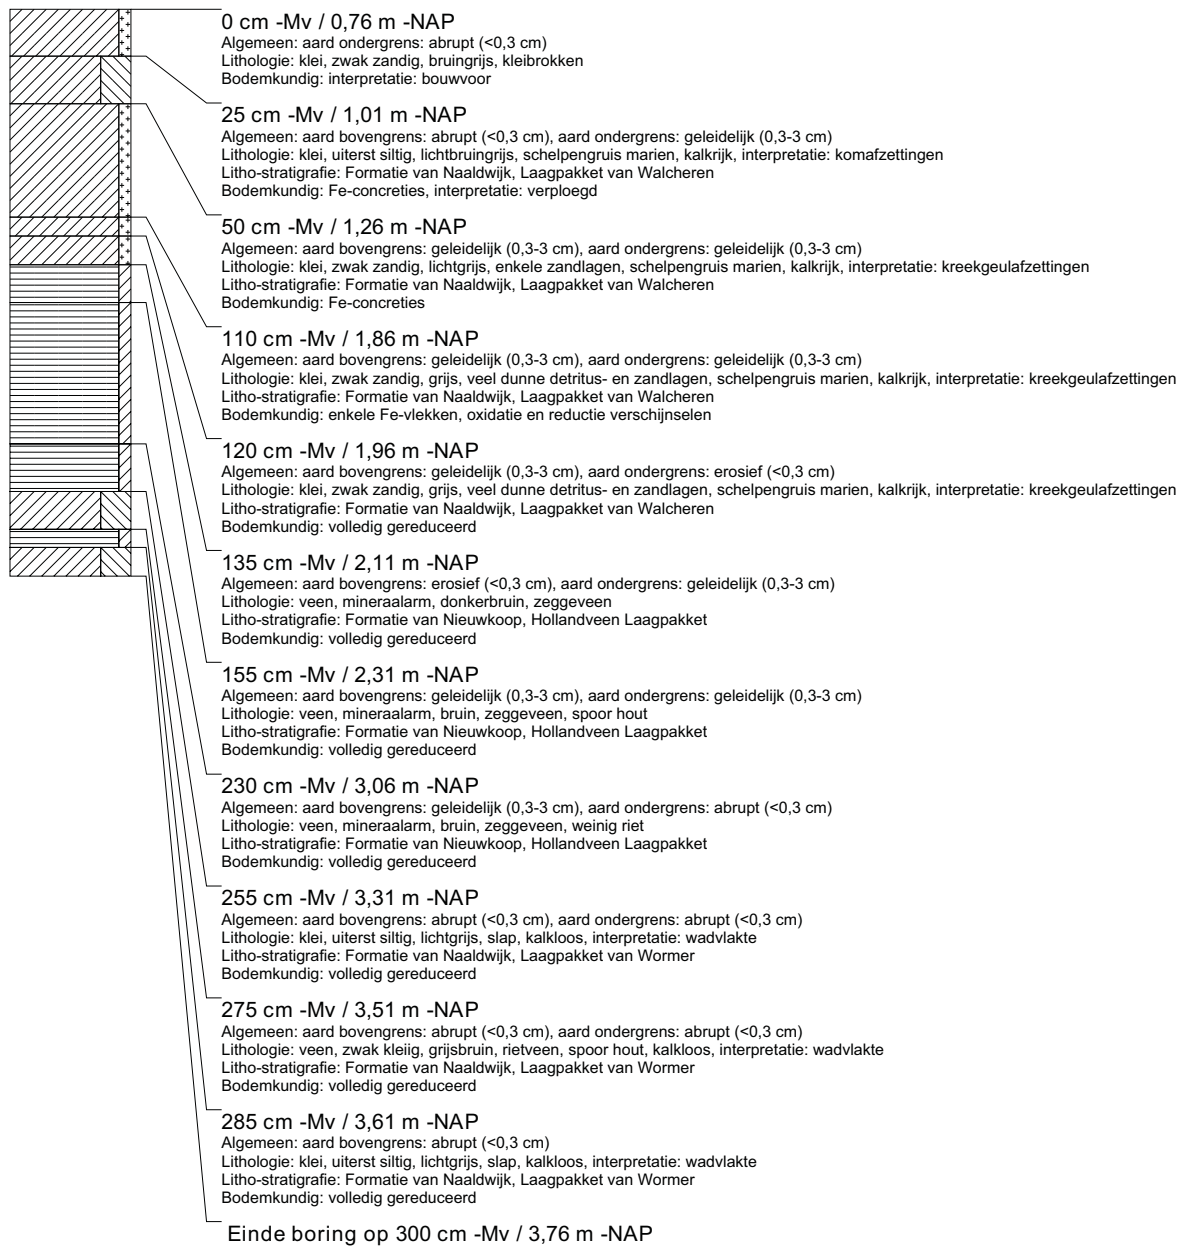 0 cm -Mv / 0,76 m -NAP
Algemeen: aard ondergrens: abrupt (<0,3 cm)
Lithologie: klei, zwak zandig, bruingrijs, kleibrokken
Bodemkundig: interpretatie: bouwvoor
25 cm -Mv / 1,01 m -NAP
Algemeen: aard bovengrens: abrupt (<0,3 cm), aard ondergrens: geleidelijk (0,3-3 cm)
Lithologie: klei, uiterst siltig, lichtbruingrijs, schelpengruis marien, kalkrijk, interpretatie: komafzettingen
Litho-stratigrafie: Formatie van Naaldwijk, Laagpakket van Walcheren
Bodemkundig: Fe-concreties, interpretatie: verploegd
50 cm -Mv / 1,26 m -NAP
Algemeen: aard bovengrens: geleidelijk (0,3-3 cm), aard ondergrens: geleidelijk (0,3-3 cm)
Lithologie: klei, zwak zandig, lichtgrijs, enkele zandlagen, schelpengruis marien, kalkrijk, interpretatie: kreekgeulafzettingen
Litho-stratigrafie: Formatie van Naaldwijk, Laagpakket van Walcheren
Bodemkundig: Fe-concreties
110 cm -Mv / 1,86 m -NAP
Algemeen: aard bovengrens: geleidelijk (0,3-3 cm), aard ondergrens: geleidelijk (0,3-3 cm)
Lithologie: klei, zwak zandig, grijs, veel dunne detritus- en zandlagen, schelpengruis marien, kalkrijk, interpretatie: kreekgeulafzettingen
Litho-stratigrafie: Formatie van Naaldwijk, Laagpakket van Walcheren
Bodemkundig: enkele Fe-vlekken, oxidatie en reductie verschijnselen
120 cm -Mv / 1,96 m -NAP
Algemeen: aard bovengrens: geleidelijk (0,3-3 cm), aard ondergrens: erosief (<0,3 cm)
Lithologie: klei, zwak zandig, grijs, veel dunne detritus- en zandlagen, schelpengruis marien, kalkrijk, interpretatie: kreekgeulafzettingen
Litho-stratigrafie: Formatie van Naaldwijk, Laagpakket van Walcheren
Bodemkundig: volledig gereduceerd
135 cm -Mv / 2,11 m -NAP
Algemeen: aard bovengrens: erosief (<0,3 cm), aard ondergrens: geleidelijk (0,3-3 cm)
Lithologie: veen, mineraalarm, donkerbruin, zeggeveen
Litho-stratigrafie: Formatie van Nieuwkoop, Hollandveen Laagpakket
Bodemkundig: volledig gereduceerd
155 cm -Mv / 2,31 m -NAP
Algemeen: aard bovengrens: geleidelijk (0,3-3 cm), aard ondergrens: geleidelijk (0,3-3 cm)
Lithologie: veen, mineraalarm, bruin, zeggeveen, spoor hout
Litho-stratigrafie: Formatie van Nieuwkoop, Hollandveen Laagpakket
Bodemkundig: volledig gereduceerd
230 cm -Mv / 3,06 m -NAP
Algemeen: aard bovengrens: geleidelijk (0,3-3 cm), aard ondergrens: abrupt (<0,3 cm)
Lithologie: veen, mineraalarm, bruin, zeggeveen, weinig riet
Litho-stratigrafie: Formatie van Nieuwkoop, Hollandveen Laagpakket
Bodemkundig: volledig gereduceerd
255 cm -Mv / 3,31 m -NAP
Algemeen: aard bovengrens: abrupt (<0,3 cm), aard ondergrens: abrupt (<0,3 cm)
Lithologie: klei, uiterst siltig, lichtgrijs, slap, kalkloos, interpretatie: wadvlakte
Litho-stratigrafie: Formatie van Naaldwijk, Laagpakket van Wormer
Bodemkundig: volledig gereduceerd
275 cm -Mv / 3,51 m -NAP
Algemeen: aard bovengrens: abrupt (<0,3 cm), aard ondergrens: abrupt (<0,3 cm)
Lithologie: veen, zwak kleiig, grijsbruin, rietveen, spoor hout, kalkloos, interpretatie: wadvlakte
Litho-stratigrafie: Formatie van Naaldwijk, Laagpakket van Wormer
Bodemkundig: volledig gereduceerd
285 cm -Mv / 3,61 m -NAP
Algemeen: aard bovengrens: abrupt (<0,3 cm)
Lithologie: klei, uiterst siltig, lichtgrijs, slap, kalkloos, interpretatie: wadvlakte
Litho-stratigrafie: Formatie van Naaldwijk, Laagpakket van Wormer
Bodemkundig: volledig gereduceerd
Einde boring op 300 cm -Mv / 3,76 m -NAP